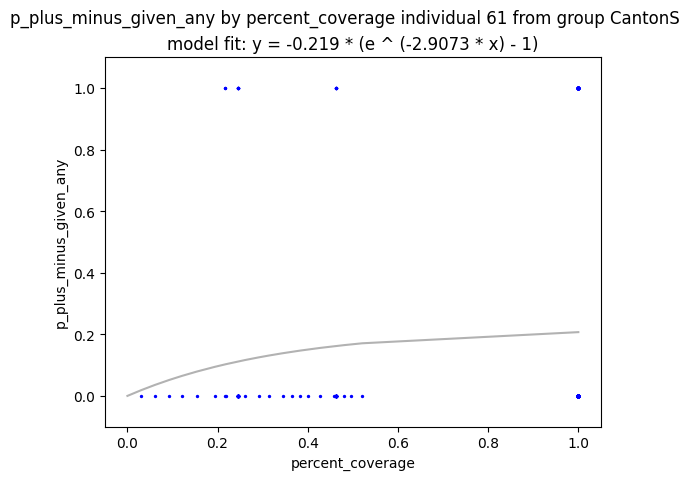 p_plus_minus_given_any by percent_coverage individual 61 from group CantonS
model fit: y = -0.219 * (e ^ (-2.9073 * x) - 1)
p_plus_minus_given_any
1.0
0.8
0.6
0.4
0.2
0.0
0.0 0.2 0.4 0.6 0.8 1.0
percent_coverage